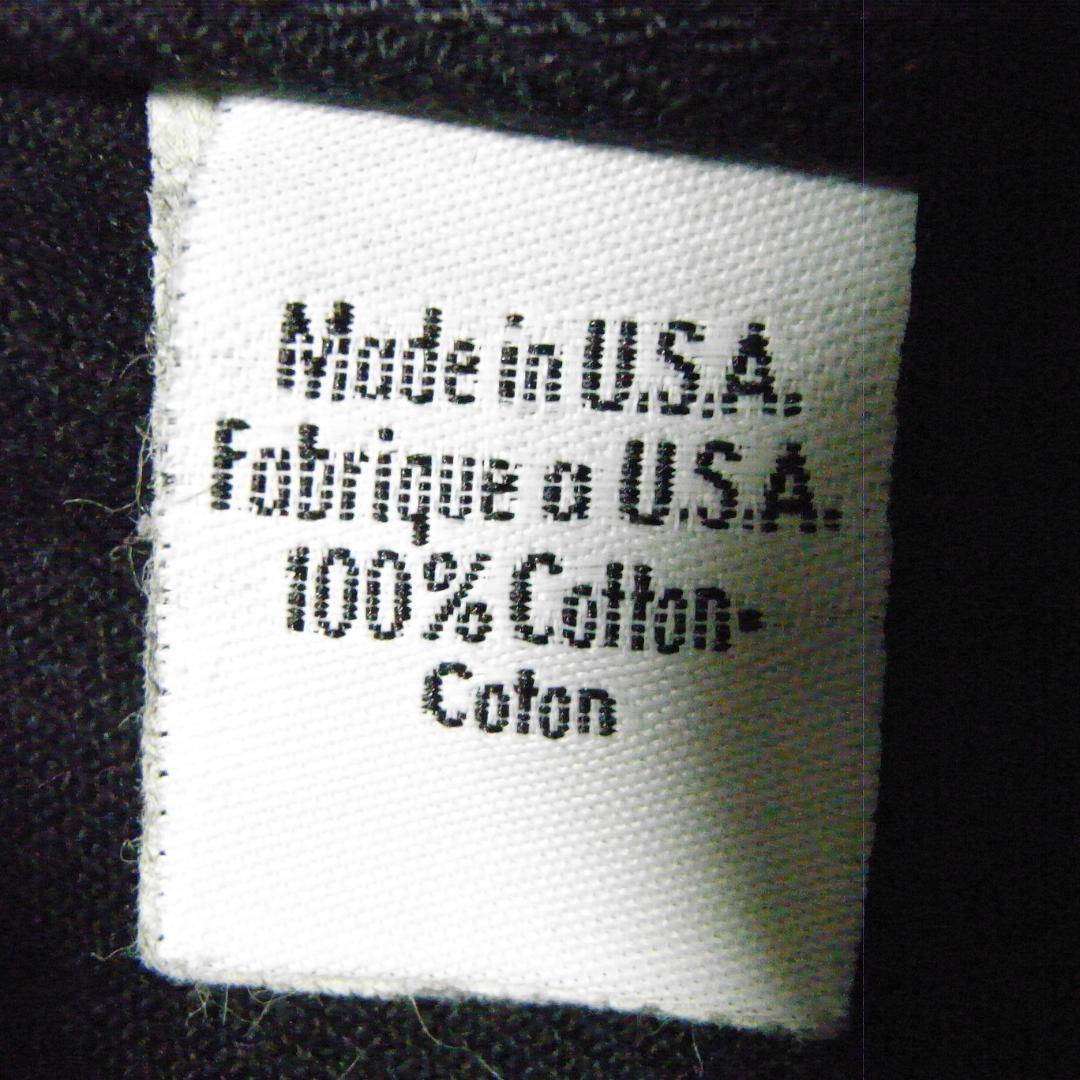 Made in U.S.A.
Fabrique a U.S.A.
100% Cotton•
Coton